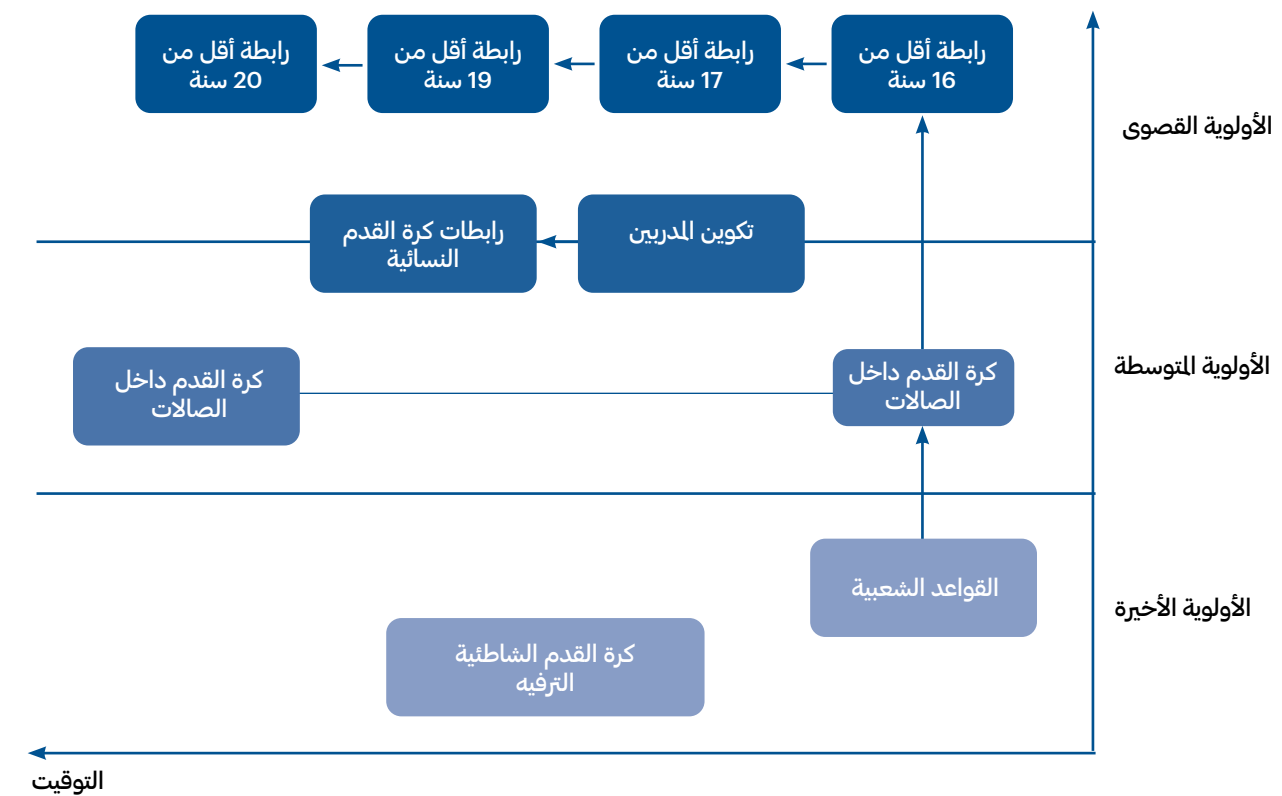 رابطة أقل من
16 سنة
رابطة أقل من
17 سنة
رابطة أقل من
19 سنة
رابطة أقل من
20 سنة
الأولوية القصوى
تكوين المدربين
رابطات كرة القدم
النسائية
الأولوية المتوسطة
كرة القدم داخل
الصالات
كرة القدم داخل
الصالات
الأولوية الأخيرة
القواعد الشعبية
كرة القدم الشاطئية
الترفيه
التوقيت